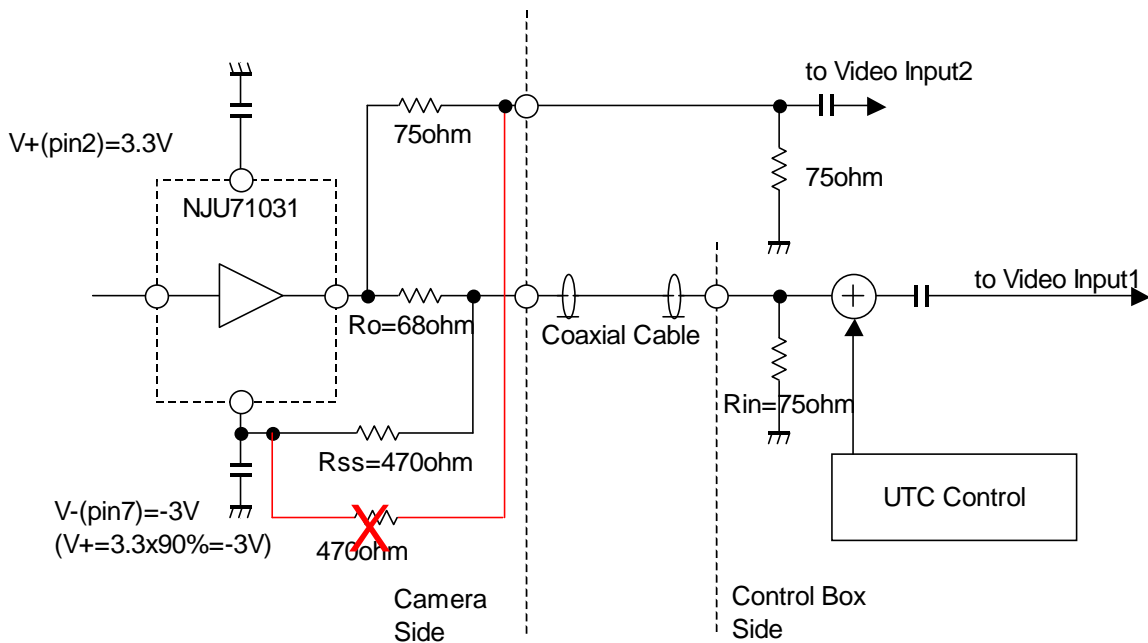 to Video Input2
75ohm
V+(pin2)=3.3V
75ohm
NJU71031
to Video Input1
+
Ro=68ohm
Coaxial Cable
Rin=75ohm
Rss=470ohm
UTC Control
V-(pin7)=-3V
(V+=3.3x90%=-3V)
470ohm
Camera
Side
Control Box
Side